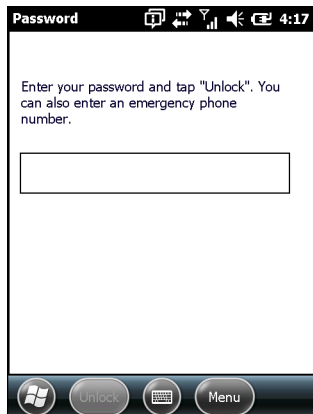 Password 4:17
Enter your password and tap "Unlock". You
can also enter an emergency phone
number.
Unlock Menu